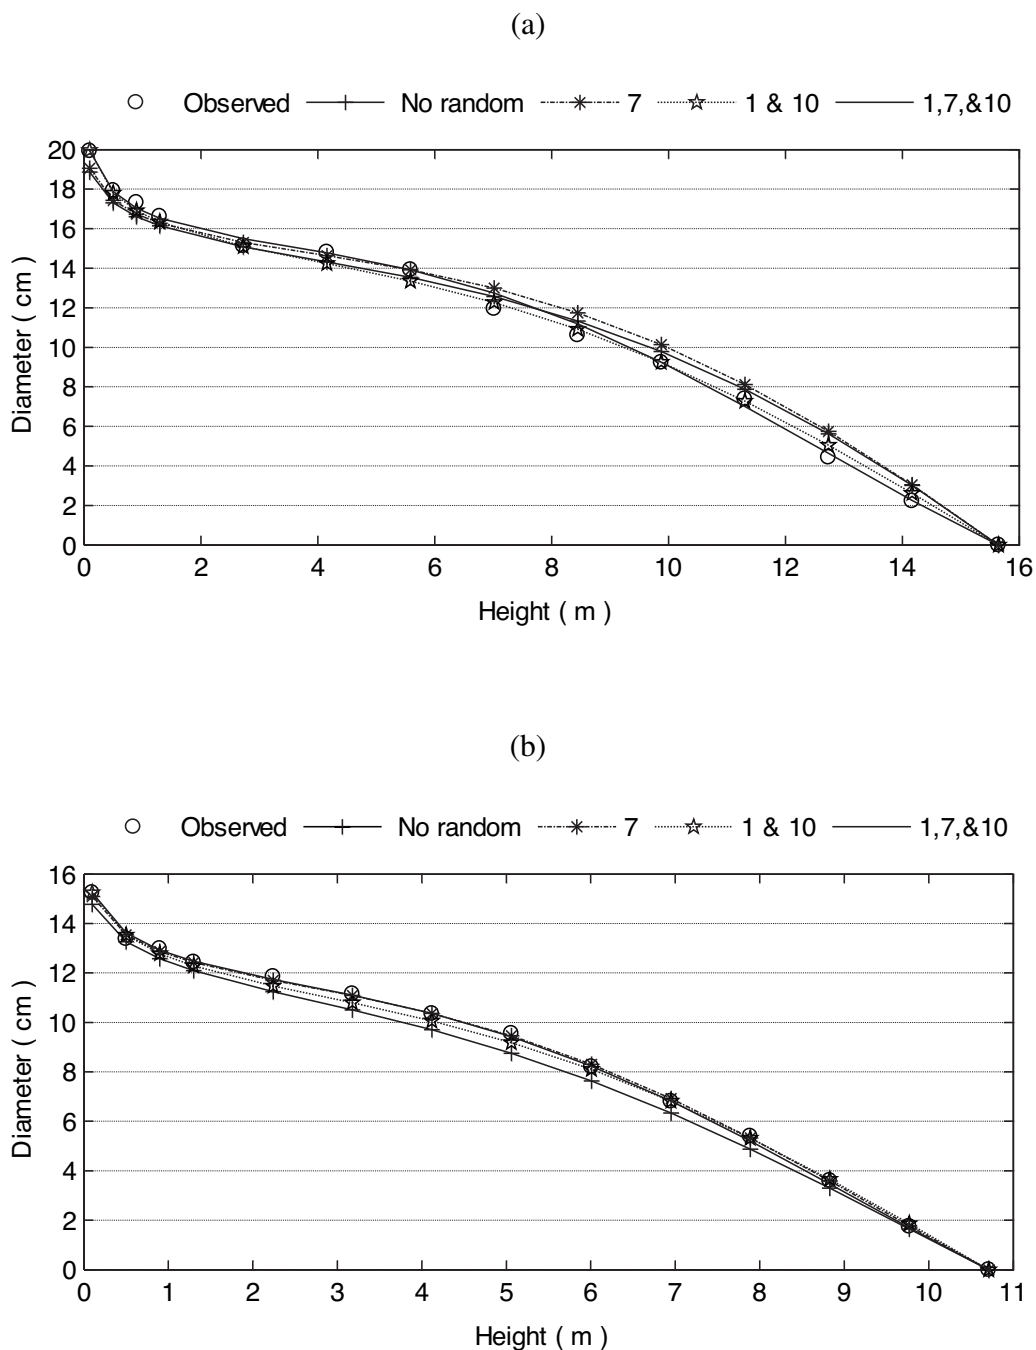 (a)
Observed No random 7 1 & 10 1,7,&10
20
18
16
14
12
10
8
6
4
2
0
Diameter ( cm )
0 2 4 6 8 10 12 14 16
Height ( m )
(b)
Observed No random 7 1 & 10 1,7,&10
16
14
12
10
8
6
4
2
0
Diameter ( cm )
0 1 2 3 4 5 6 7 8 9 10 11
Height ( m )